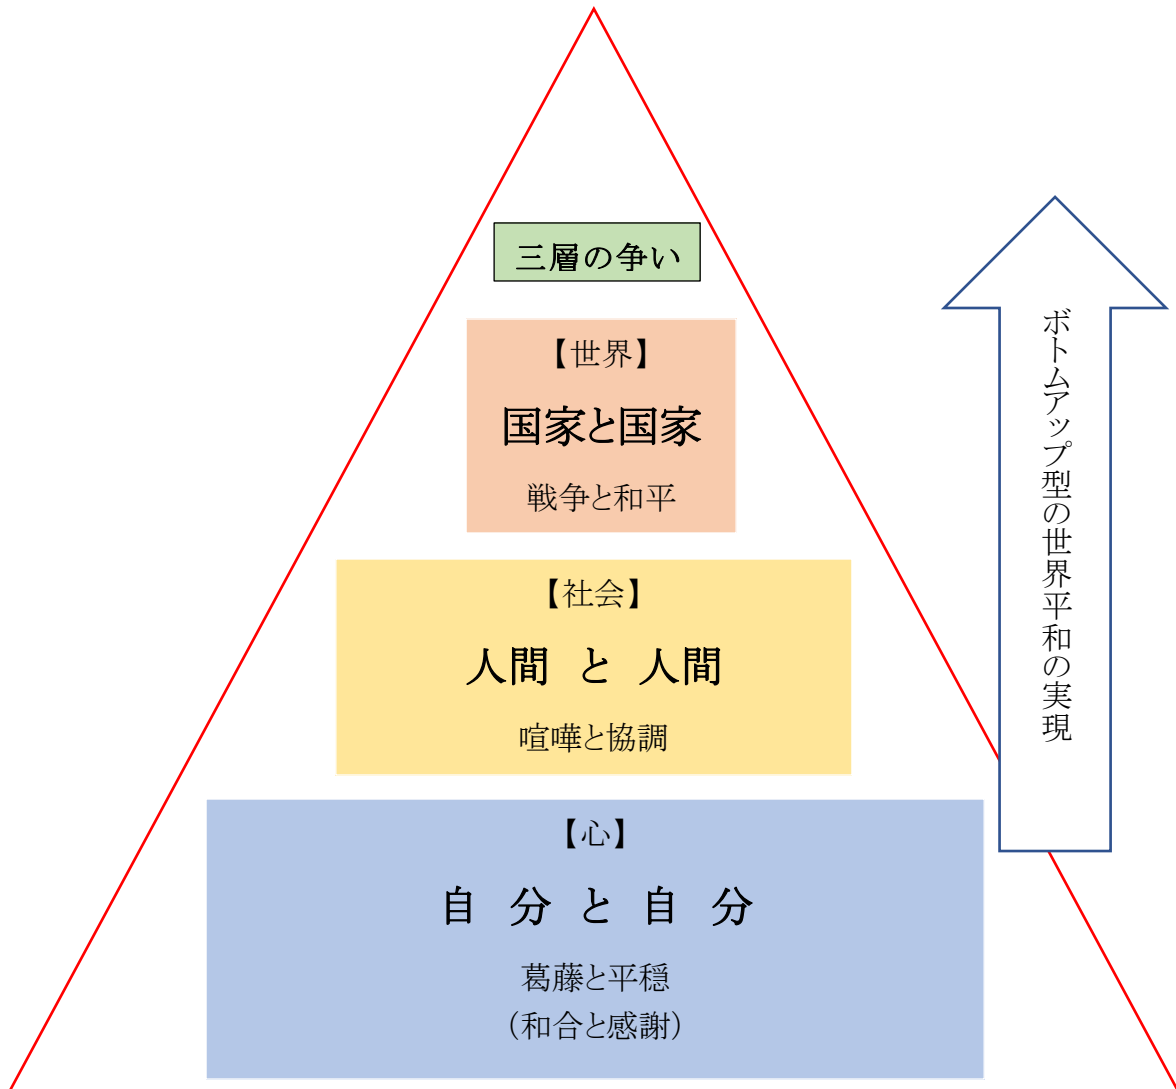 三層の争い
【世界】
国家と国家
戦争と和平
【社会】
人間 と 人間
喧嘩と協調
【心】
自 分 と 自 分
葛藤と平穏
(和合と感謝)
ボトムアップ型の世界平和の実現